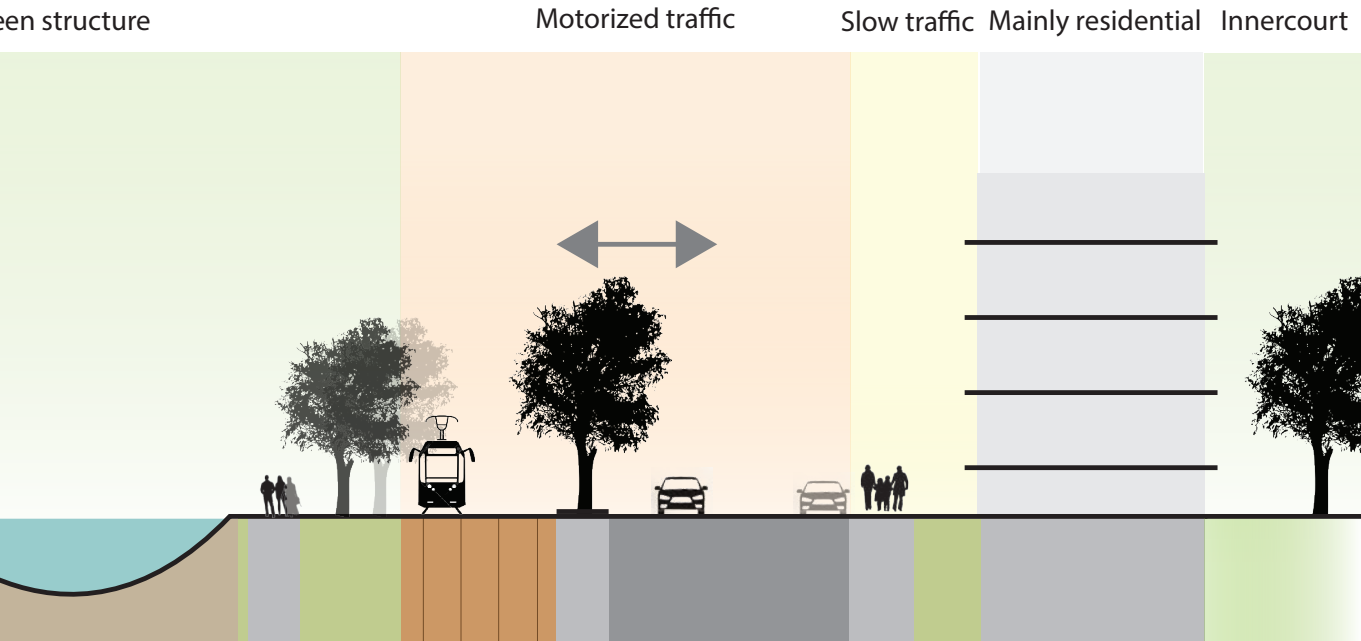 een structure
Motorized traffic
Slow traffic
Mainly residential
Innercourt